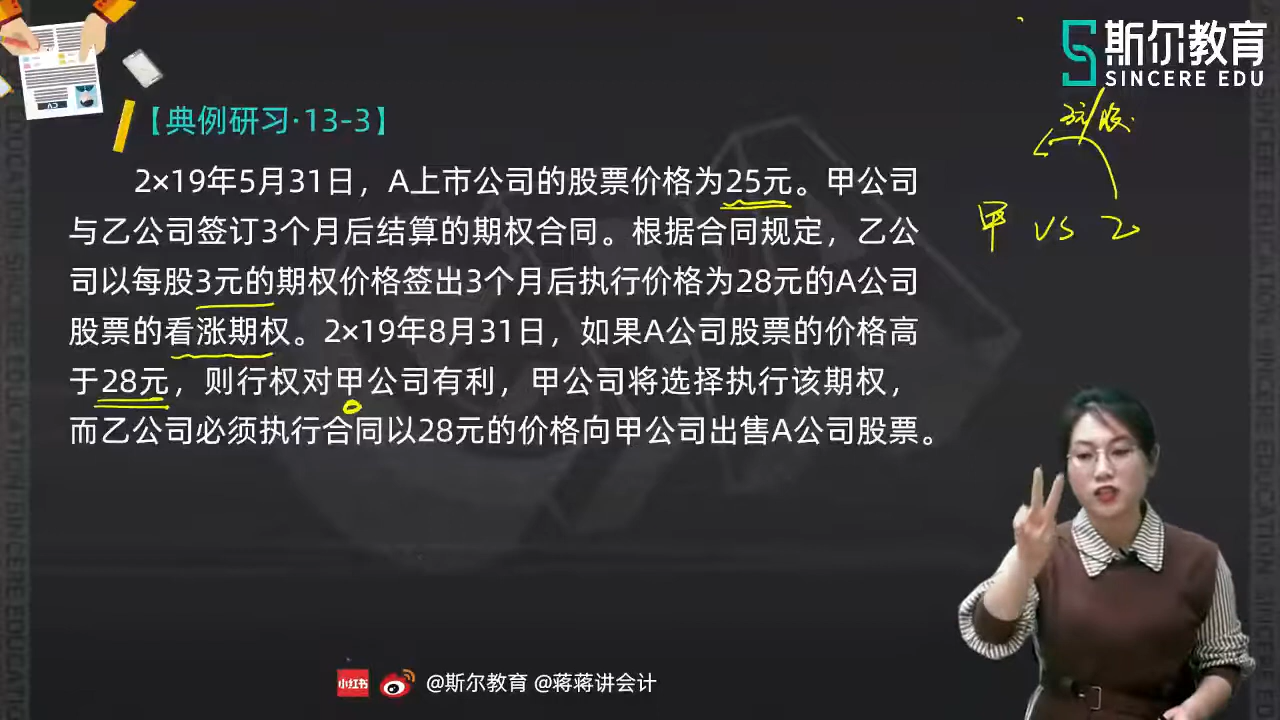 斯尔教育
SINCERE EDU
【典例研习·13-3】
3元/股
2×19年5月31日，A上市公司的股票价格为25元。甲公司
与乙公司签订3个月后结算的期权合同。根据合同规定，乙公
甲 VS 乙
司以每股3元的期权价格签出3个月后执行价格为28元的A公司
股票的看涨期权。2×19年8月31日，如果A公司股票的价格高
于28元，则行权对甲公司有利，甲公司将选择执行该期权，
而乙公司必须执行合同以28元的价格向甲公司出售A公司股票。
小红书 @斯尔教育 @蒋蒋讲会计